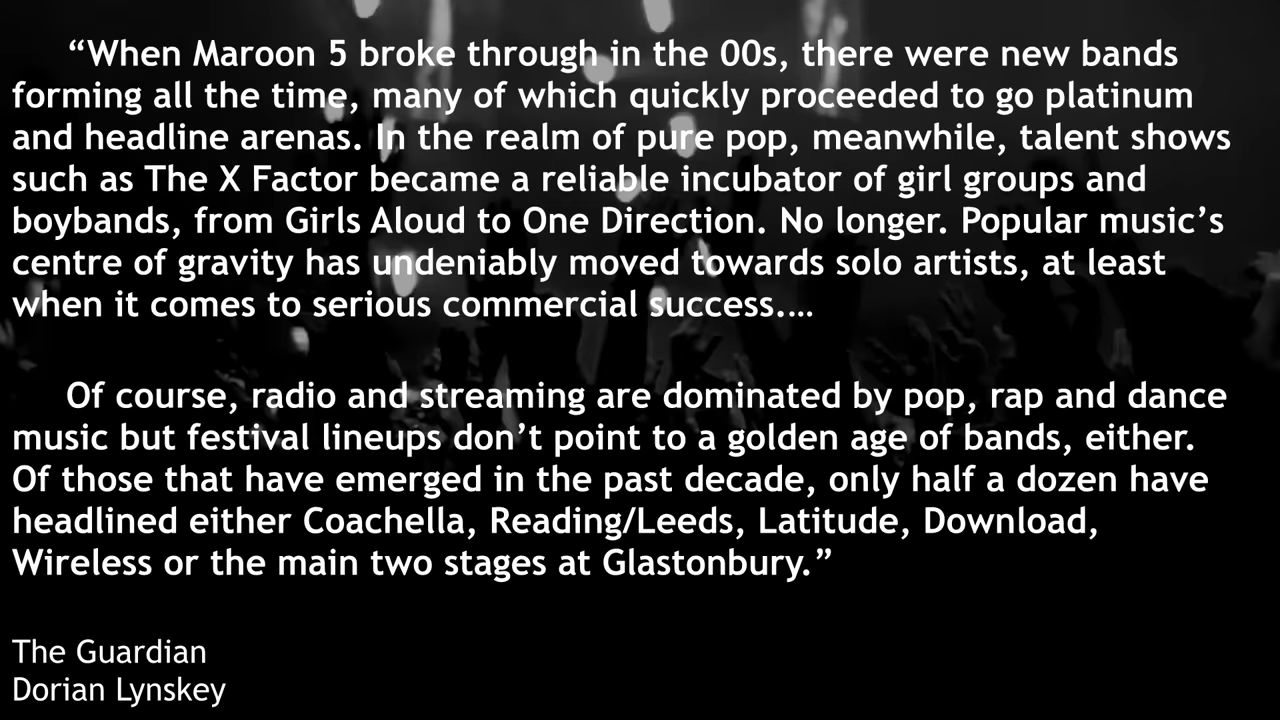 “When Maroon 5 broke through in the 00s, there were new bands
forming all the time, many of which quickly proceeded to go platinum
and headline arenas. In the realm of pure pop, meanwhile, talent shows
such as The X Factor became a reliable incubator of girl groups and
boybands, from Girls Aloud to One Direction. No longer. Popular music’s
centre of gravity has undeniably moved towards solo artists, at least
when it comes to serious commercial success.…
Of course, radio and streaming are dominated by pop, rap and dance
music but festival lineups don’t point to a golden age of bands, either.
Of those that have emerged in the past decade, only half a dozen have
headlined either Coachella, Reading/Leeds, Latitude, Download,
Wireless or the main two stages at Glastonbury.”
The Guardian
Dorian Lynskey